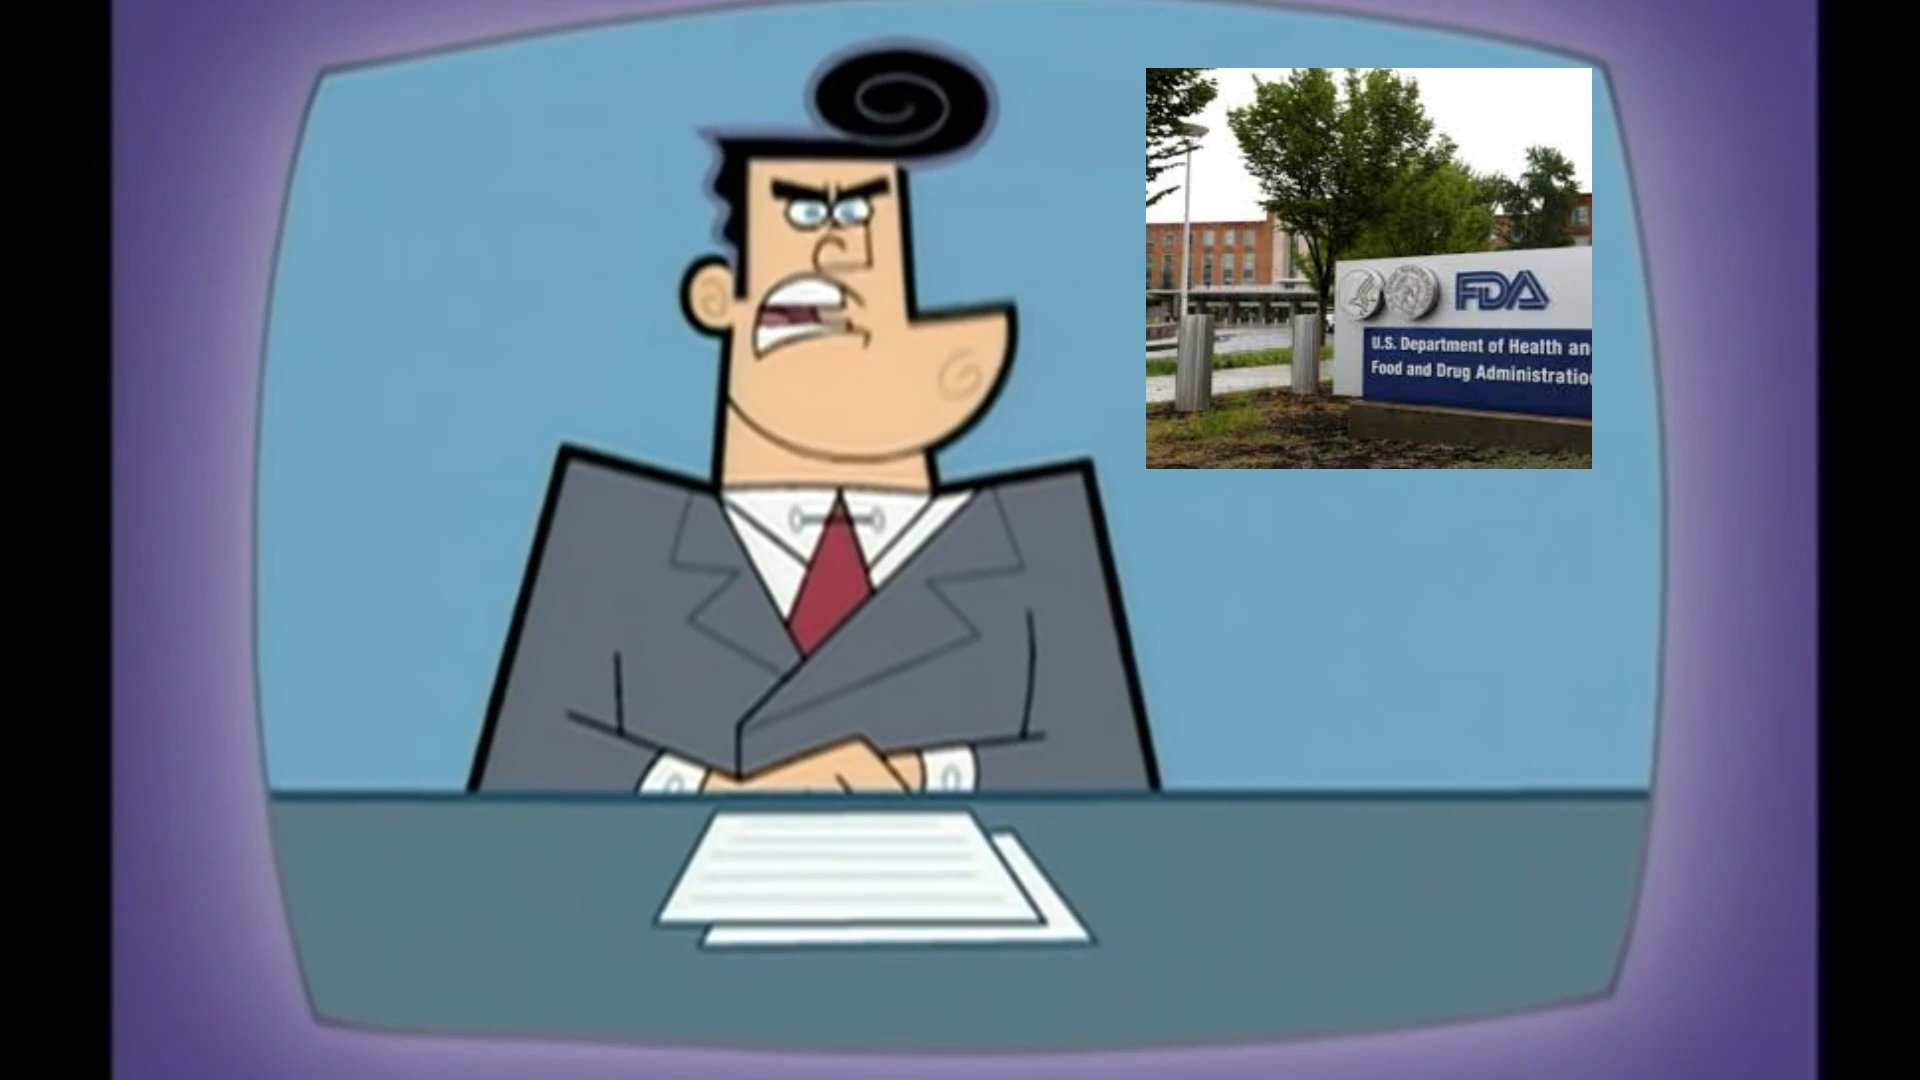 FDA
U.S. Department of Health an
Food and Drug Administratio